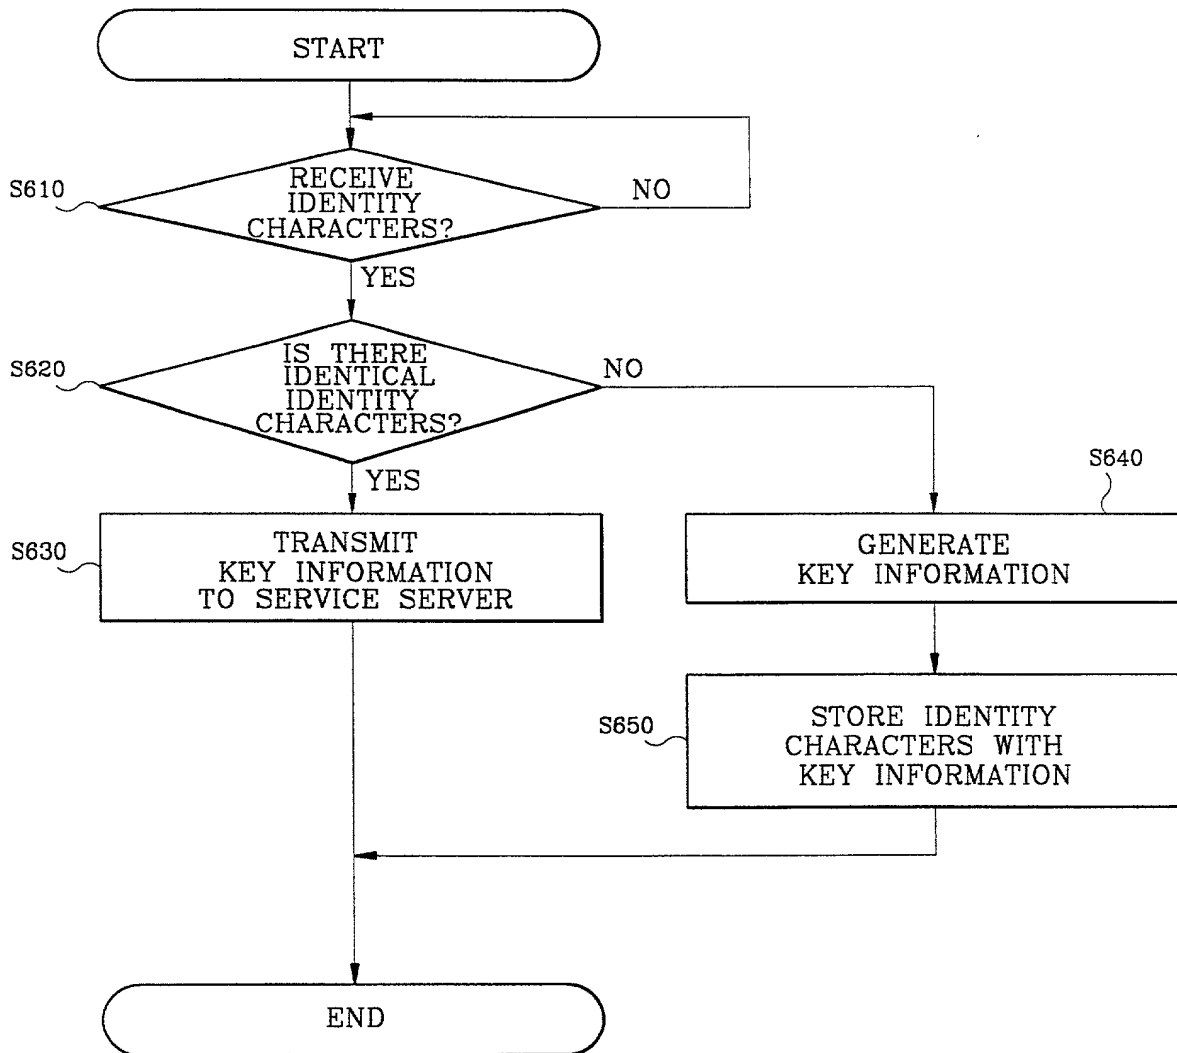 START
S610
RECEIVE
IDENTITY
CHARACTERS?
NO
YES
S620
IS THERE
IDENTICAL
IDENTITY
CHARACTERS?
NO
YES
S630
TRANSMIT
KEY INFORMATION
TO SERVICE SERVER
S640
GENERATE
KEY INFORMATION
S650
STORE IDENTITY
CHARACTERS WITH
KEY INFORMATION
END